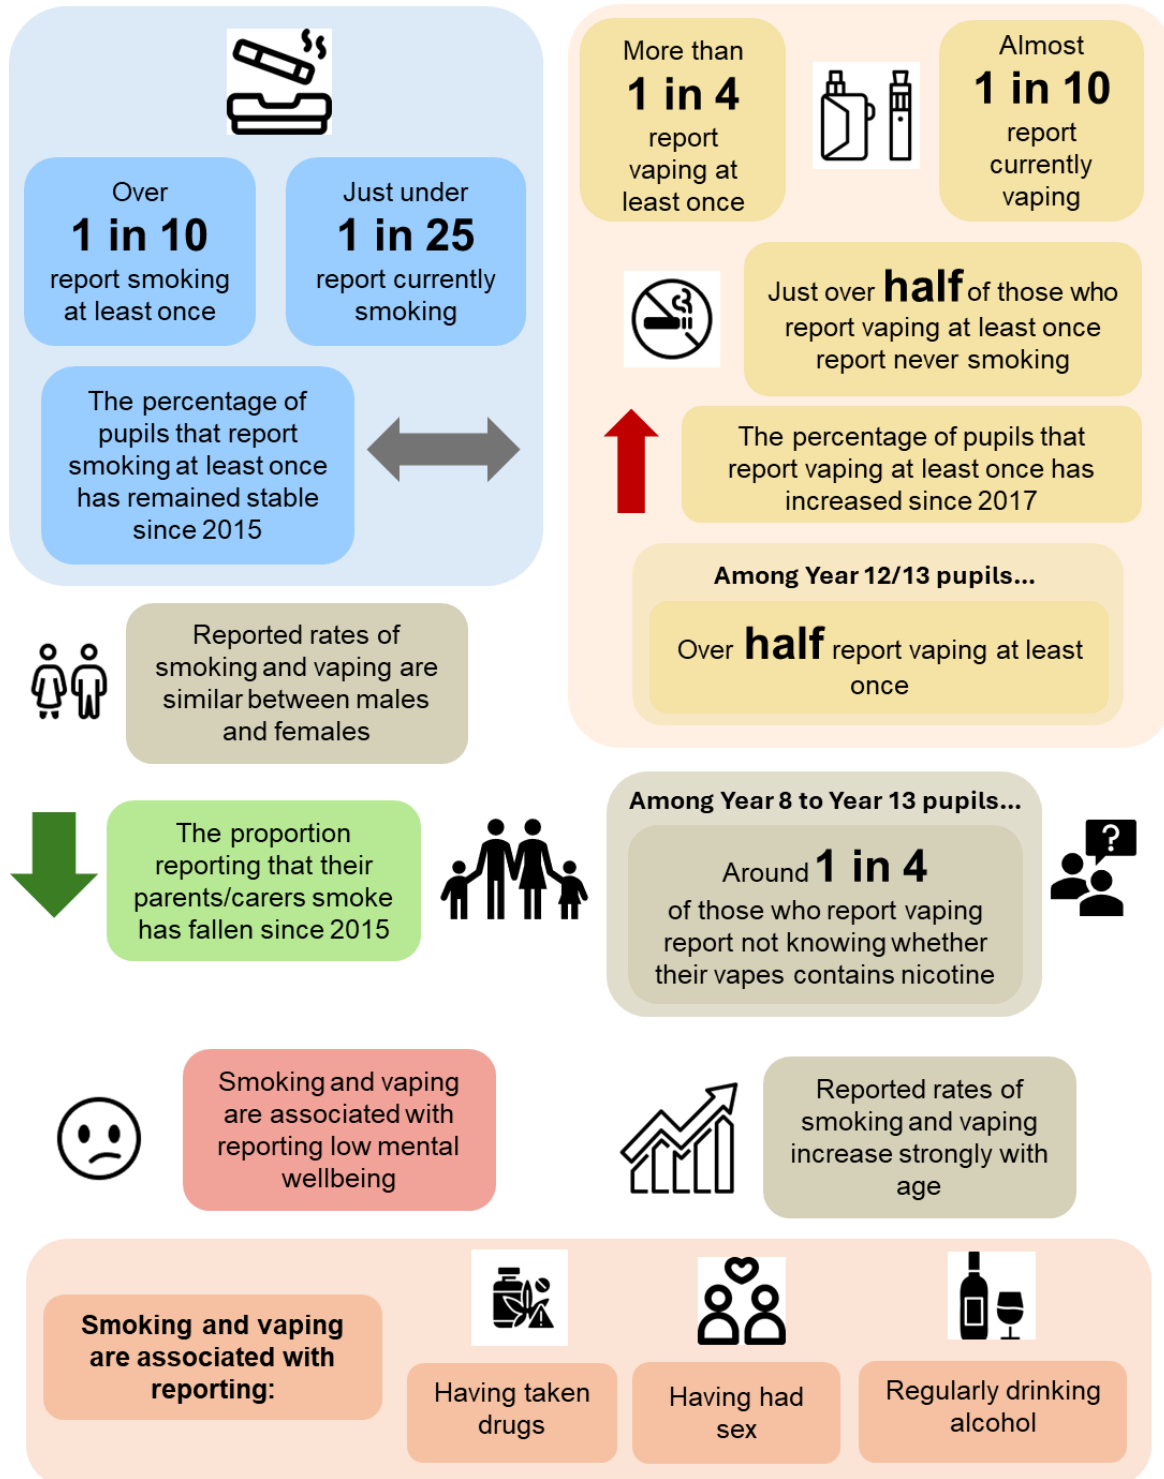 Over
1 in 10
report smoking
at least once
Just under
1 in 25
report currently
smoking
The percentage of
pupils that report
smoking at least once
has remained stable
since 2015
More than
1 in 4
report
vaping at
least once
Almost
1 in 10
report
currently
vaping
Just over half of those who
report vaping at least once
report never smoking
The percentage of pupils that
report vaping at least once has
increased since 2017
Among Year 12/13 pupils...
Over half report vaping at least
once
Reported rates of
smoking and vaping are
similar between males
and females
The proportion
reporting that their
parents/carers smoke
has fallen since 2015
Among Year 8 to Year 13 pupils...
Around 1 in 4
of those who report vaping
report not knowing whether
their vapes contains nicotine
?
Smoking and vaping
are associated with
reporting low mental
wellbeing
Reported rates of
smoking and vaping
increase strongly with
age
Smoking and vaping
are associated with
reporting:
Having taken
drugs
Having had
sex
Regularly drinking
alcohol